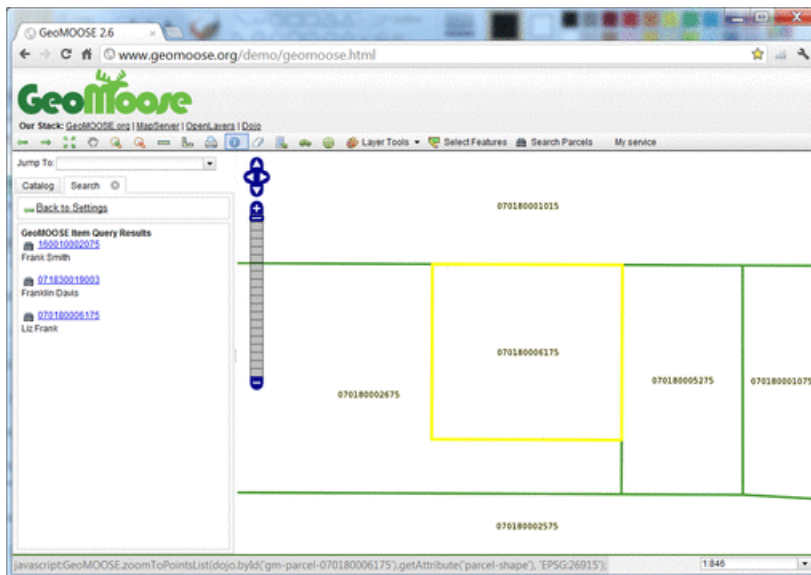 GeoMOOSE 2.6
www.geomoose.org/demo/geomoose.html
GeoMoose
Our Stack: GeoMOOSE.org | MapServer | OpenLayers | Dojo
Layer Tools Select Features Search Parcels My service
Jump To:
Catalog Search
Back to Settings
GeoMOOSE Item Query Results
160010002075
Frank Smith
071830019003
Franklin Davis
070180006175
Liz Frank
070180001015
070180006175
070180002675
070180005275
070180001075
070180002575
javascript:GeoMOOSE.zoomToPointsList(dojo.byId('gm-parcel-070180006175').getAttribute('parcel-shape'), 'EPSG:26915');
1:846